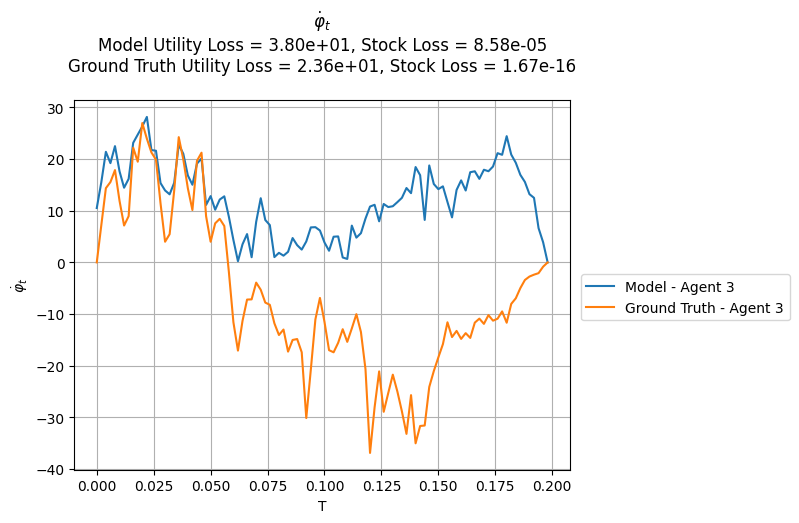 φ̇ₜ
Model Utility Loss = 3.80e+01, Stock Loss = 8.58e-05
Ground Truth Utility Loss = 2.36e+01, Stock Loss = 1.67e-16
30
20
10
0
−10
−20
−30
−40
φ̇ₜ
0.000 0.025 0.050 0.075 0.100 0.125 0.150 0.175 0.200
T
Model - Agent 3
Ground Truth - Agent 3